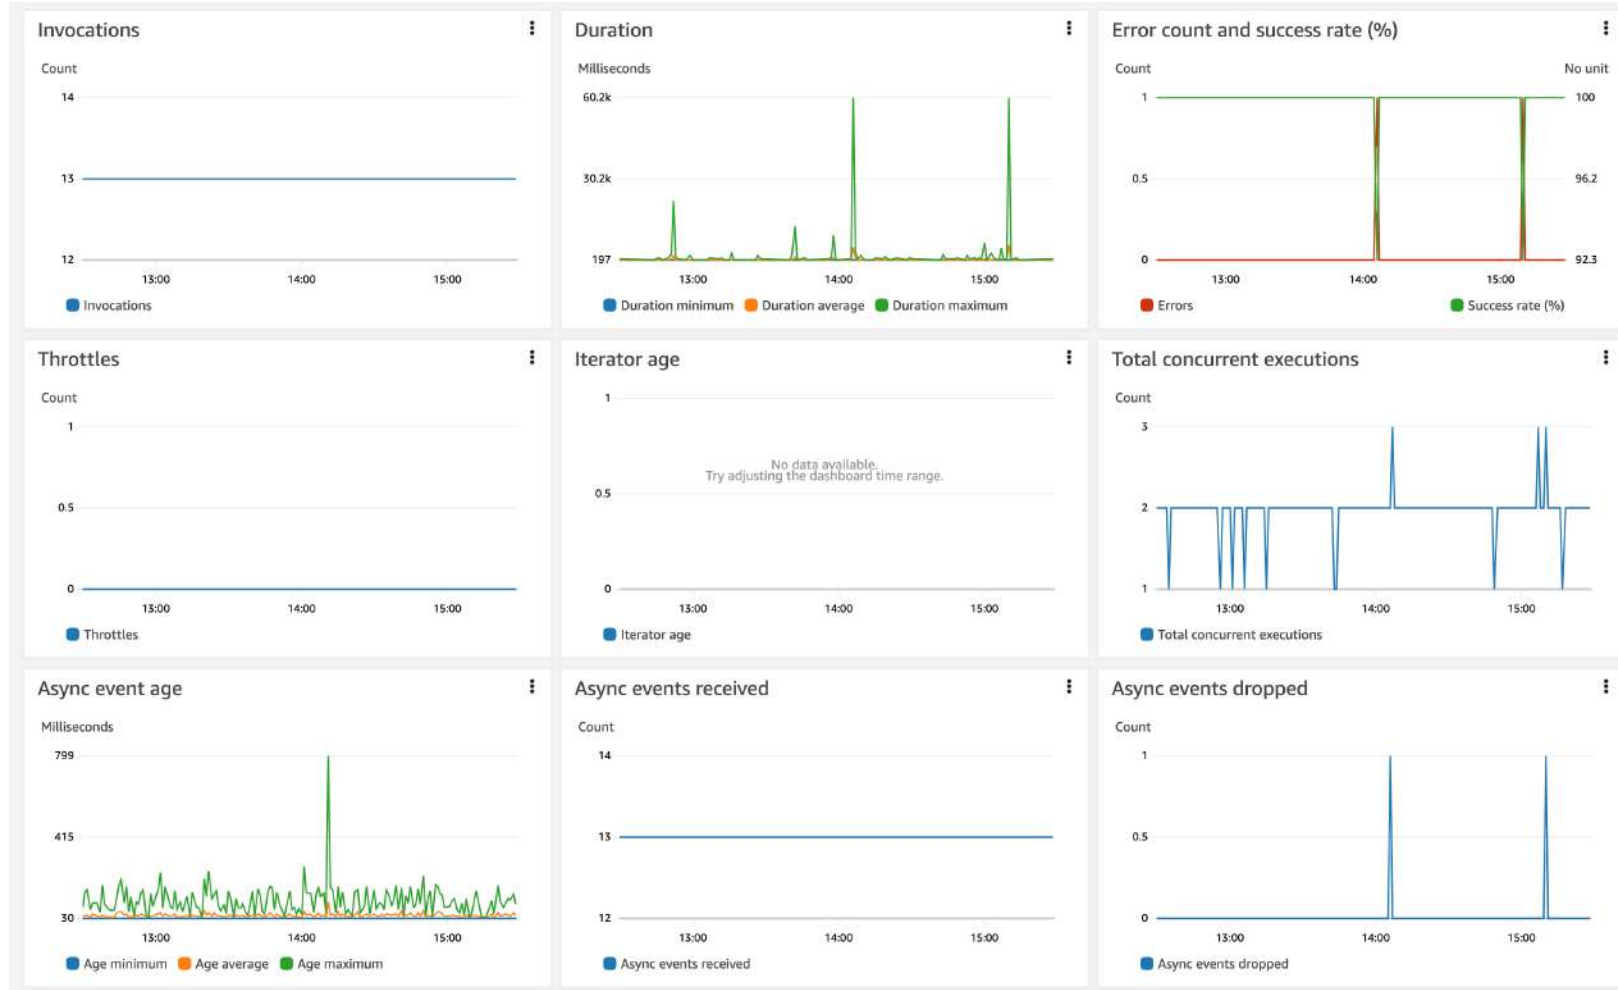 Invocations
Count
14
13
12
13:00 14:00 15:00
Invocations
Duration
Milliseconds
60.2k
30.2k
197
13:00 14:00 15:00
Duration minimum Duration average Duration maximum
Error count and success rate (%)
Count No unit
1 100
0.5 96.2
0 92.3
13:00 14:00 15:00
Errors Success rate (%)
Throttles
Count
1
0.5
0
13:00 14:00 15:00
Throttles
Iterator age
1
No data available.
Try adjusting the dashboard time range.
0.5
0
13:00 14:00 15:00
Iterator age
Total concurrent executions
Count
3
2
1
13:00 14:00 15:00
Total concurrent executions
Async event age
Milliseconds
799
415
30
13:00 14:00 15:00
Age minimum Age average Age maximum
Async events received
Count
14
13
12
13:00 14:00 15:00
Async events received
Async events dropped
Count
1
0.5
0
13:00 14:00 15:00
Async events dropped